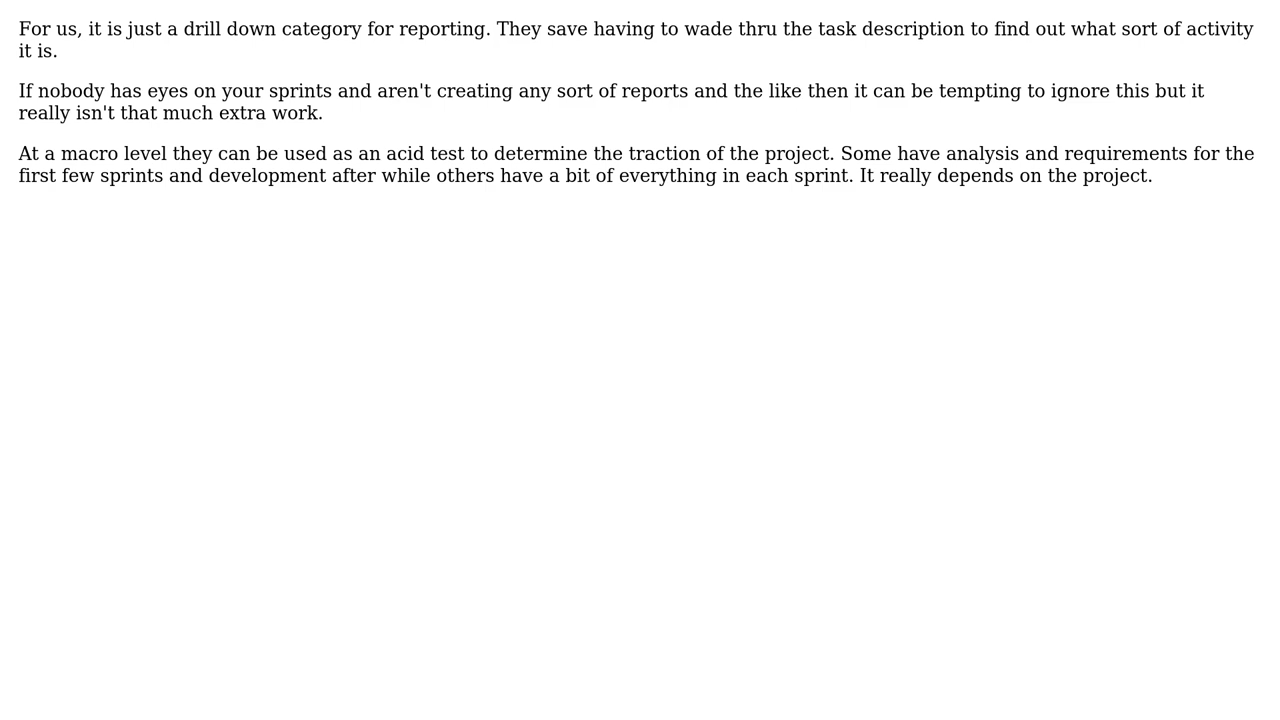 For us, it is just a drill down category for reporting. They save having to wade thru the task description to find out what sort of activity
it is.
If nobody has eyes on your sprints and aren't creating any sort of reports and the like then it can be tempting to ignore this but it
really isn't that much extra work.
At a macro level they can be used as an acid test to determine the traction of the project. Some have analysis and requirements for the
first few sprints and development after while others have a bit of everything in each sprint. It really depends on the project.